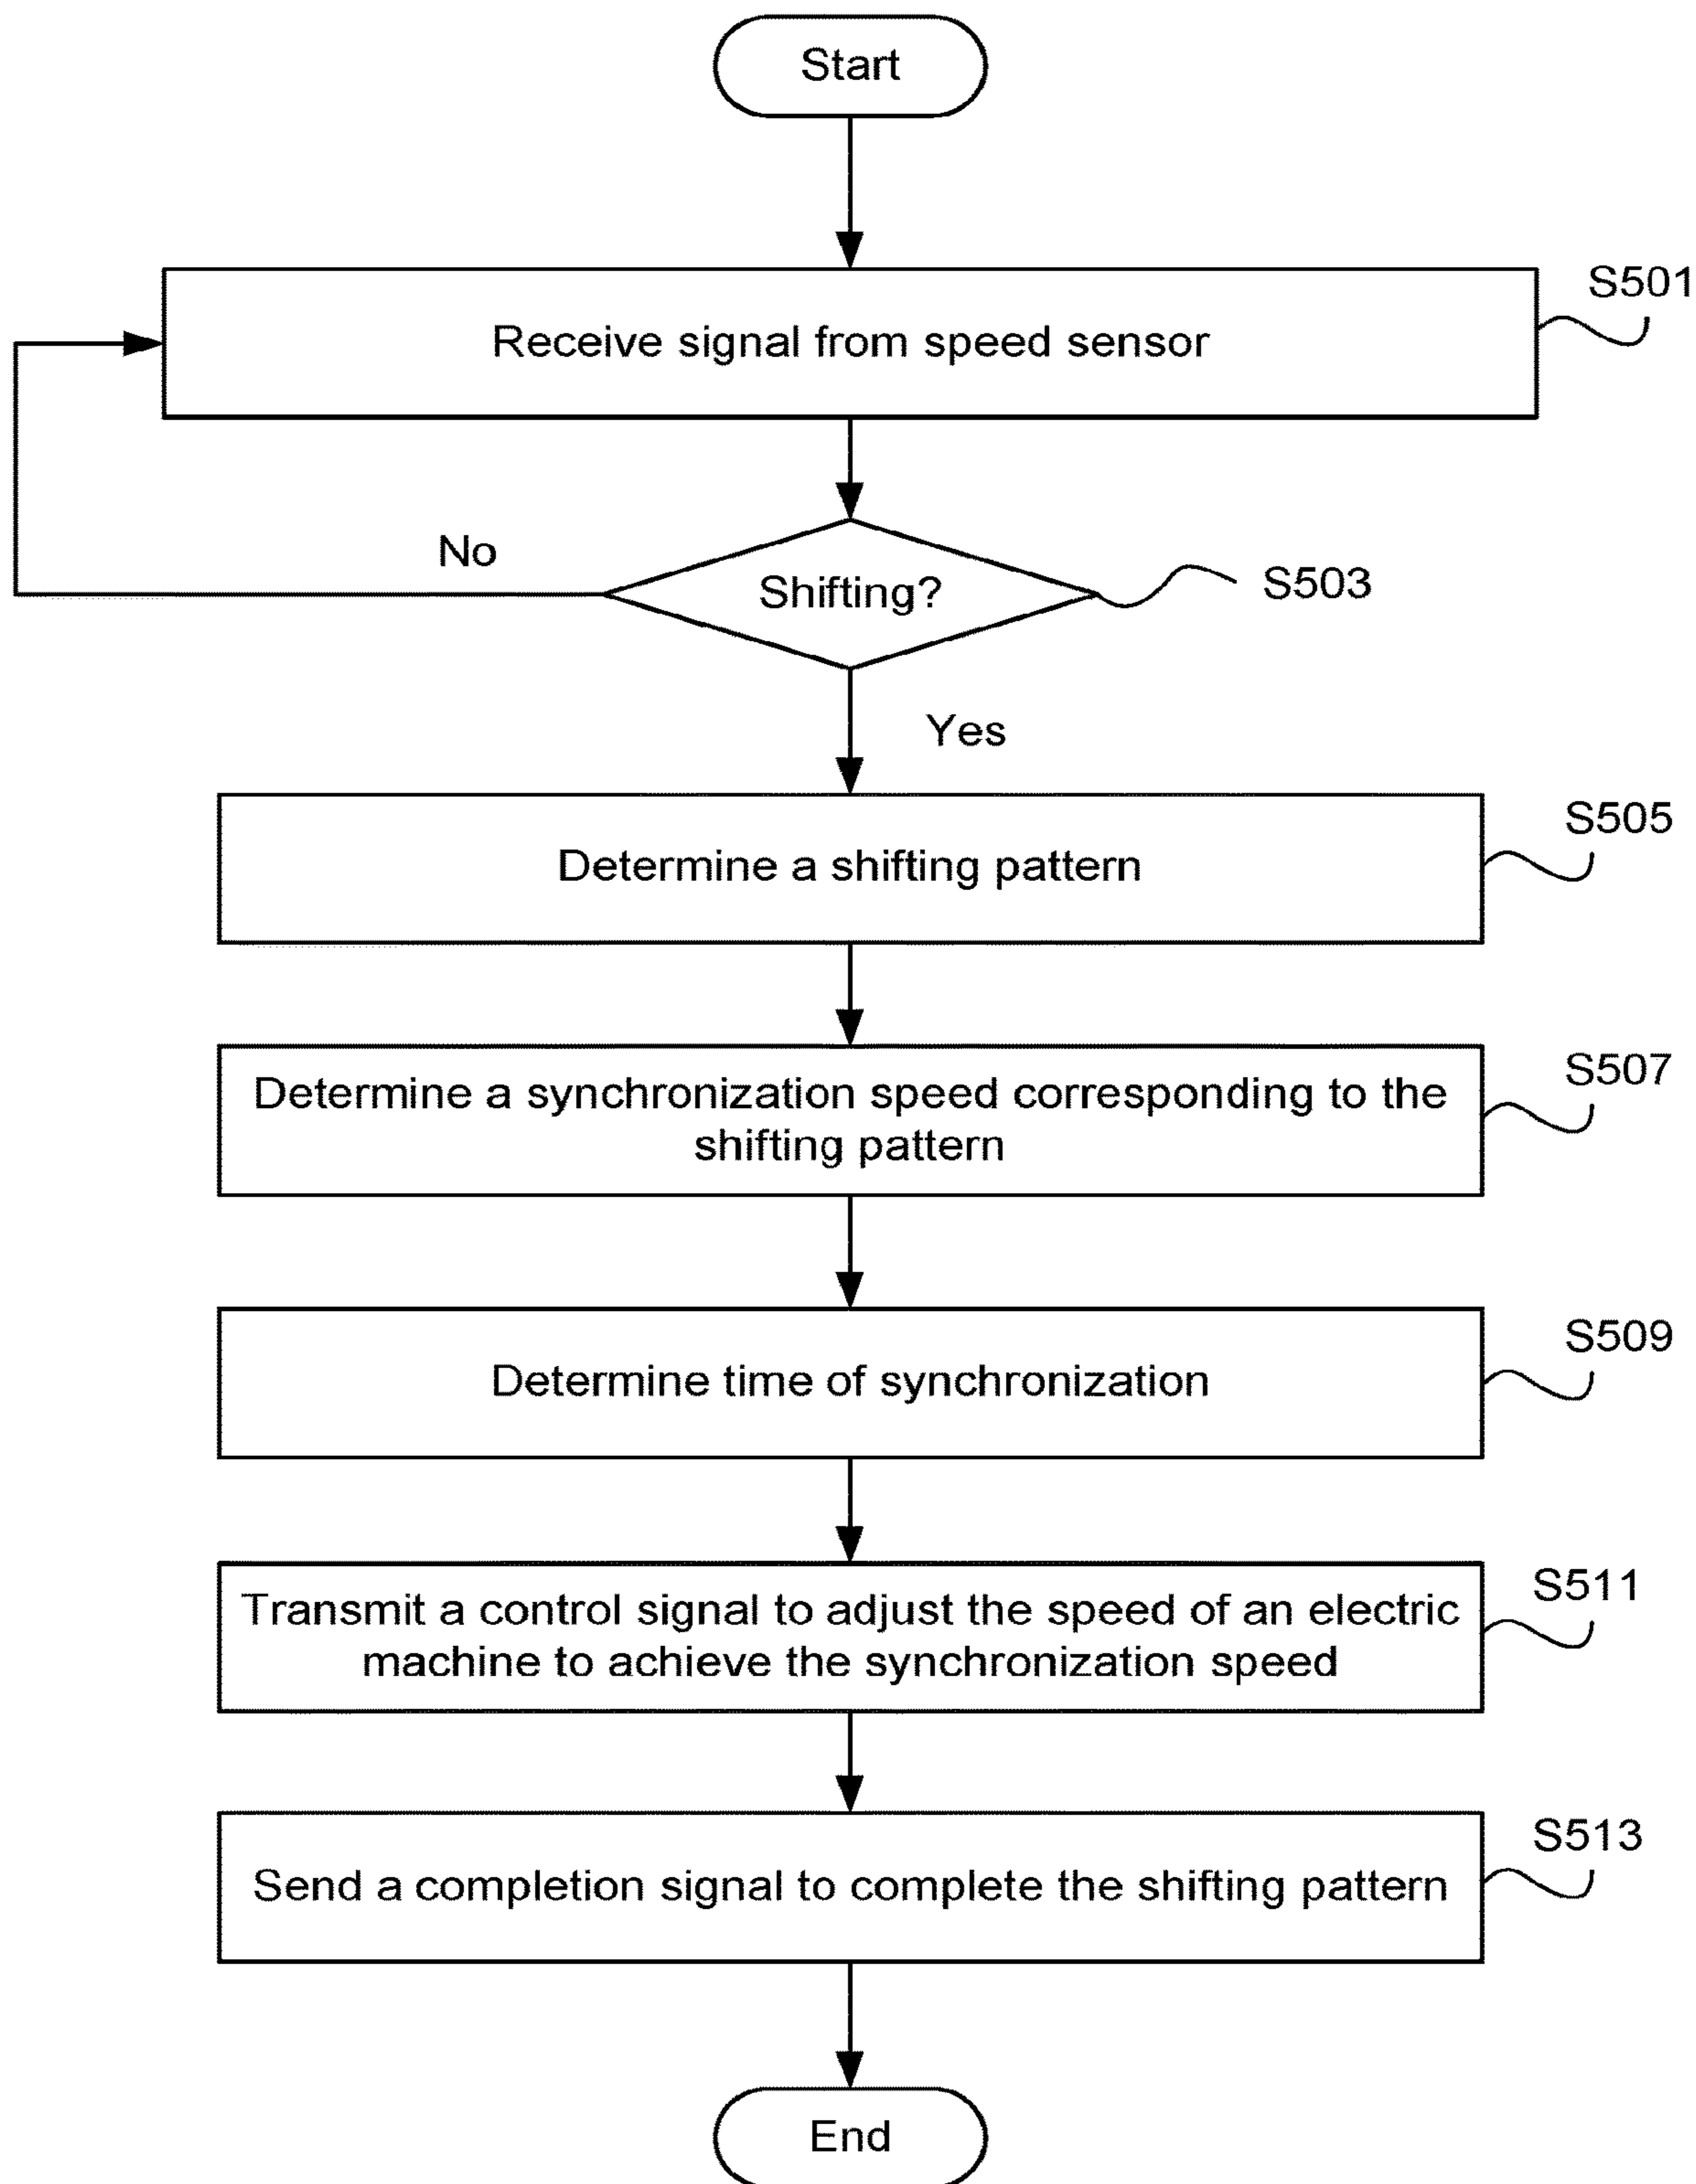 Start
S501
Receive signal from speed sensor
No
Shifting?
S503
Yes
S505
Determine a shifting pattern
S507
Determine a synchronization speed corresponding to the
shifting pattern
S509
Determine time of synchronization
S511
Transmit a control signal to adjust the speed of an electric
machine to achieve the synchronization speed
S513
Send a completion signal to complete the shifting pattern
End